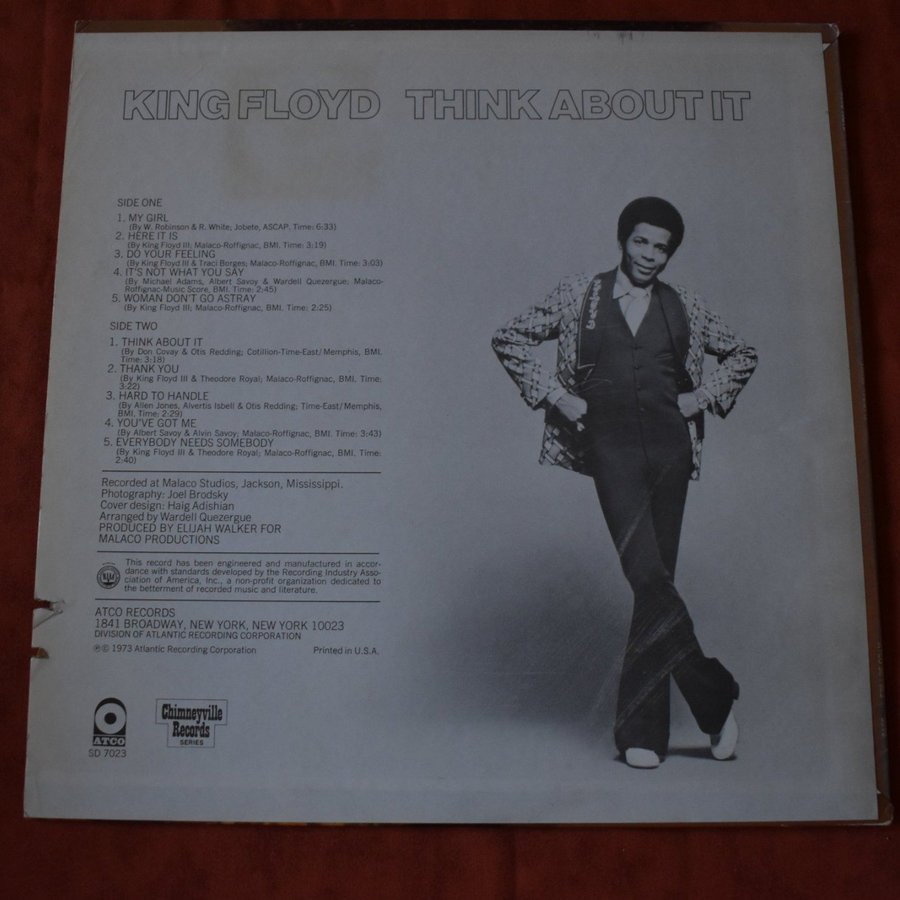 KING FLOYD THINK ABOUT IT
SIDE ONE
1. MY GIRL
(By W. Robinson & R. White; Jobete, ASCAP. Time: 6:33)
2. HERE IT IS
(By King Floyd III; Malaco-Roffignac, BMI. Time: 3:19)
3. DO YOUR FEELING
(By King Floyd III & Traci Borges; Malaco-Roffignac, BMI. Time: 3:03)
4. IT'S NOT WHAT YOU SAY
(By Michael Adams, Albert Savoy & Wardell Quezergue; Malaco-
Roffignac-Music Score, BMI. Time: 2:45)
5. WOMAN DON'T GO ASTRAY
(By King Floyd III; Malaco-Roffignac, BMI. Time: 2:25)
SIDE TWO
1. THINK ABOUT IT
(By Don Covay & Otis Redding; Cotillion-Time-East/Memphis, BMI.
Time: 3:18)
2. THANK YOU
(By King Floyd III & Theodore Royal; Malaco-Roffignac, BMI. Time:
3:22)
3. HARD TO HANDLE
(By Allen Jones, Alvertis Isbell & Otis Redding; Time-East/Memphis,
BMI. Time: 2:29)
4. YOU'VE GOT ME
(By Albert Savoy & Alvin Savoy; Malaco-Roffignac, BMI. Time: 3:43)
5. EVERYBODY NEEDS SOMEBODY
(By King Floyd III & Theodore Royal; Malaco-Roffignac, BMI. Time:
2:40)
Recorded at Malaco Studios, Jackson, Mississippi.
Photography: Joel Brodsky
Cover design: Haig Adishian
Arranged by Wardell Quezergue
PRODUCED BY ELIJAH WALKER FOR
MALACO PRODUCTIONS
This record has been engineered and manufactured in accor-
dance with standards developed by the Recording Industry Asso-
ciation of America, Inc., a non-profit organization dedicated to
the betterment of recorded music and literature.
ATCO RECORDS
1841 BROADWAY, NEW YORK, NEW YORK 10023
DIVISION OF ATLANTIC RECORDING CORPORATION
℗© 1973 Atlantic Recording Corporation Printed in U.S.A.
ATCO
SD 7023
Chimneyville
Records
SERIES